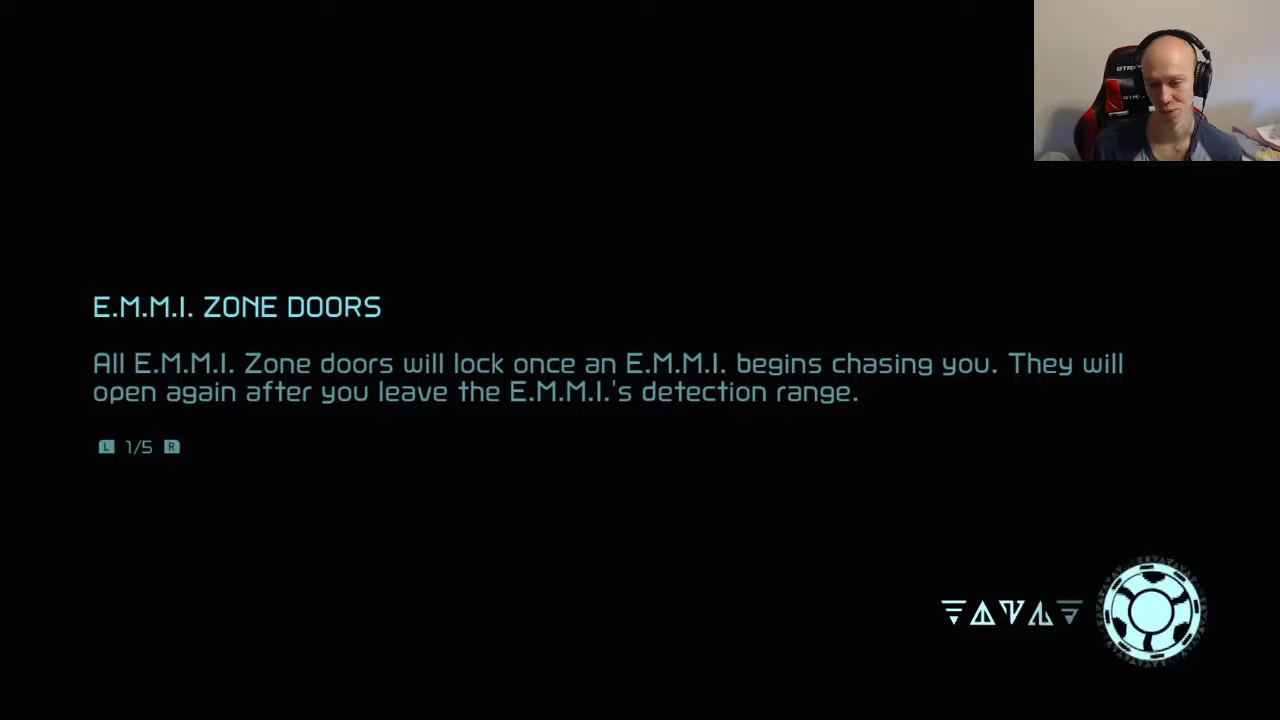 E.M.M.I. ZONE DOORS
All E.M.M.I. Zone doors will lock once an E.M.M.I. begins chasing you. They will
open again after you leave the E.M.M.I.'s detection range.
L 1/5 R